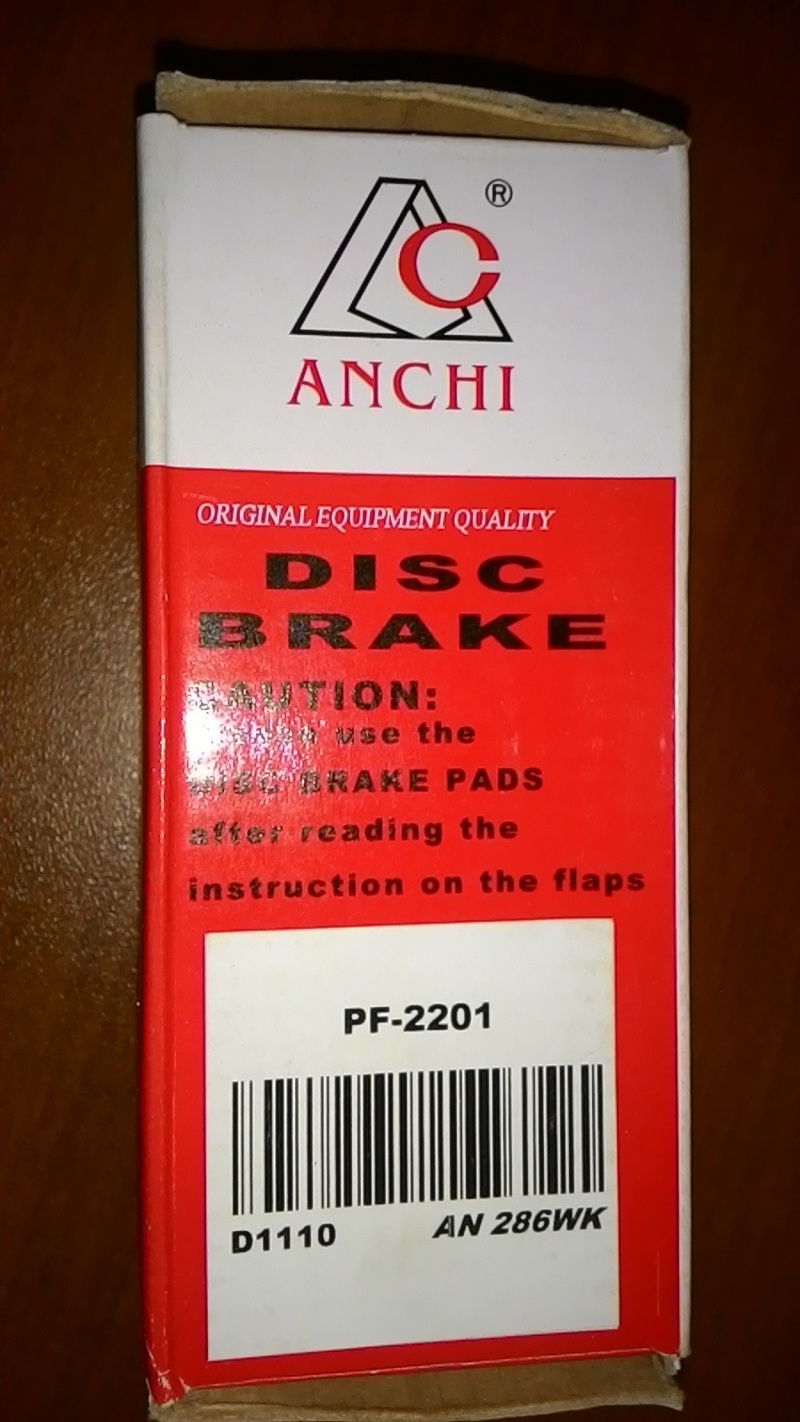 ®
C
ANCHI
ORIGINAL EQUIPMENT QUALITY
DISC
BRAKE
CAUTION:
use the
DISC BRAKE PADS
after reading the
instruction on the flaps
PF-2201
D1110 AN 286WK